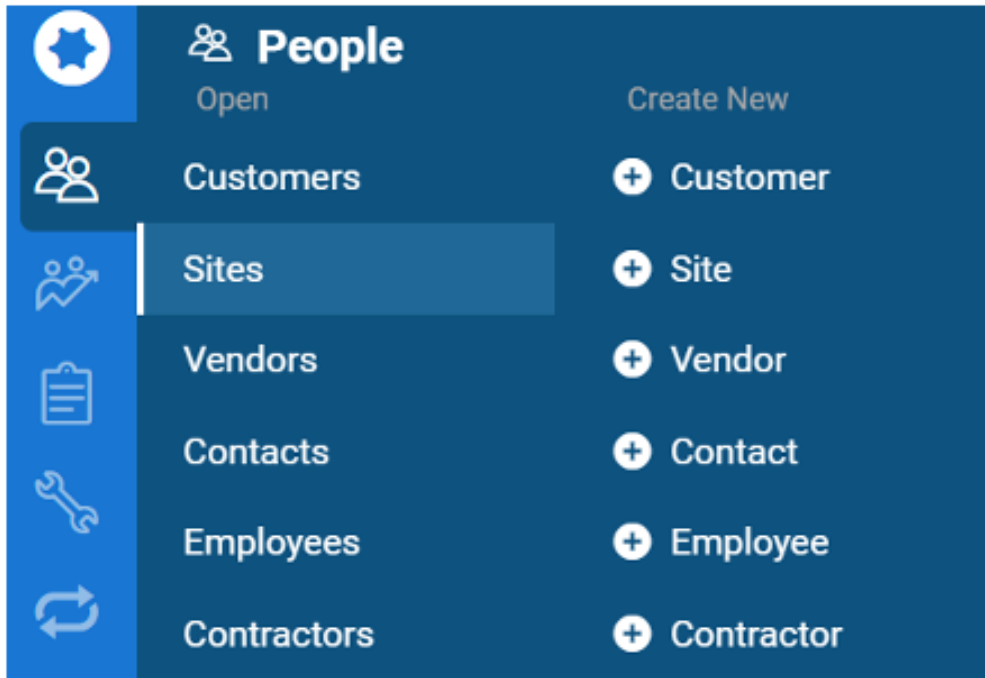 People
Open Create New
Customers Customer
Sites Site
Vendors Vendor
Contacts Contact
Employees Employee
Contractors Contractor